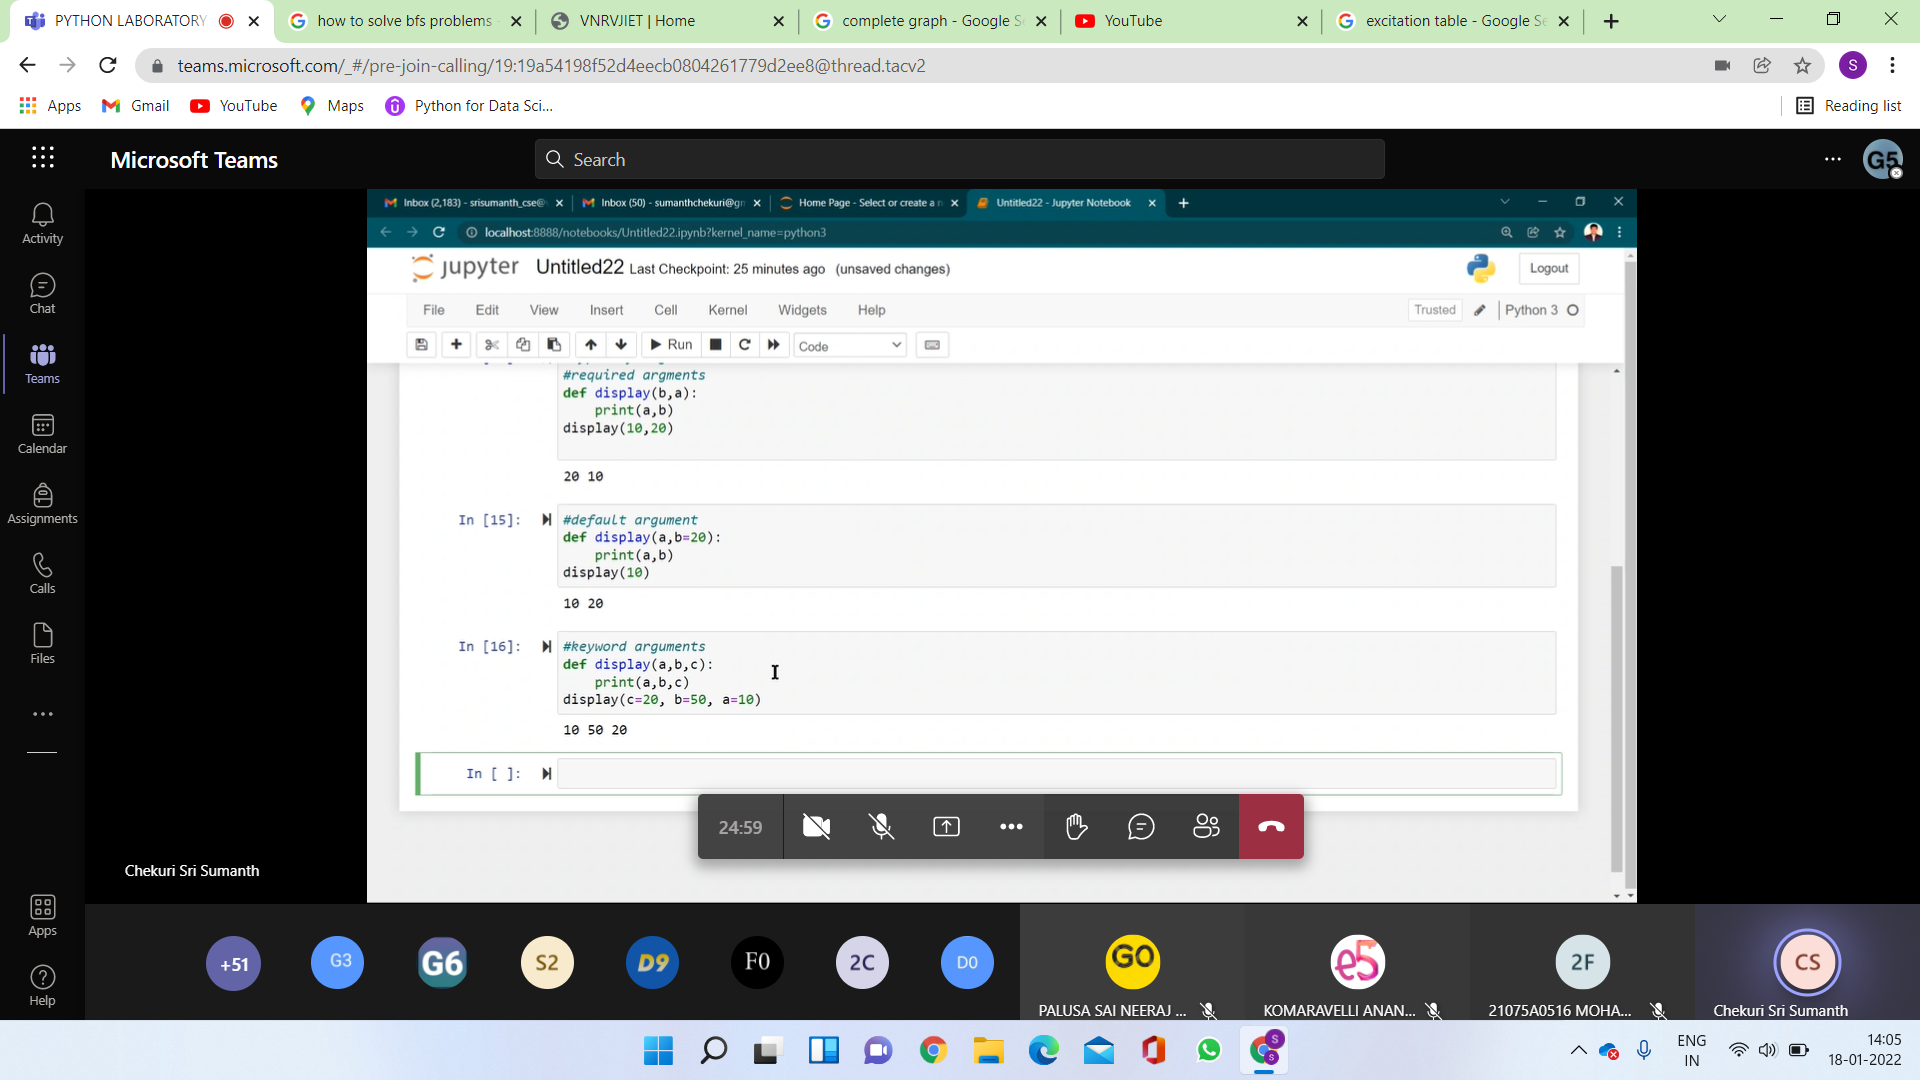 PYTHON LABORATORY
how to solve bfs problems
VNRVJIET | Home
complete graph - Google Se
YouTube
excitation table - Google Se
teams.microsoft.com/_#/pre-join-calling/19:19a54198f52d4eecb0804261779d2ee8@thread.tacv2
S
Apps
Gmail
YouTube
Maps
Python for Data Sci...
Reading list
Microsoft Teams
Search
G5
Activity
Chat
Teams
Calendar
Assignments
Calls
Files
Apps
Help
Inbox (2,183) - srisumanth_cse@
Inbox (50) - sumanthchekuri@gm
Home Page - Select or create a n
Untitled22 - Jupyter Notebook
localhost:8888/notebooks/Untitled22.ipynb?kernel_name=python3
jupyter Untitled22 Last Checkpoint: 25 minutes ago (unsaved changes)
Logout
File Edit View Insert Cell Kernel Widgets Help
Trusted Python 3
Run
Code
#required argments
def display(b,a):
print(a,b)
display(10,20)
20 10
In [15]:
#default argument
def display(a,b=20):
print(a,b)
display(10)
10 20
In [16]:
#keyword arguments
def display(a,b,c):
print(a,b,c)
display(c=20, b=50, a=10)
10 50 20
In [ ]:
24:59
Chekuri Sri Sumanth
+51
G3
G6
S2
D9
F0
2C
D0
GO
e5
2F
CS
PALUSA SAI NEERAJ ...
KOMARAVELLI ANAN...
21075A0516 MOHA...
Chekuri Sri Sumanth
ENG
IN
14:05
18-01-2022